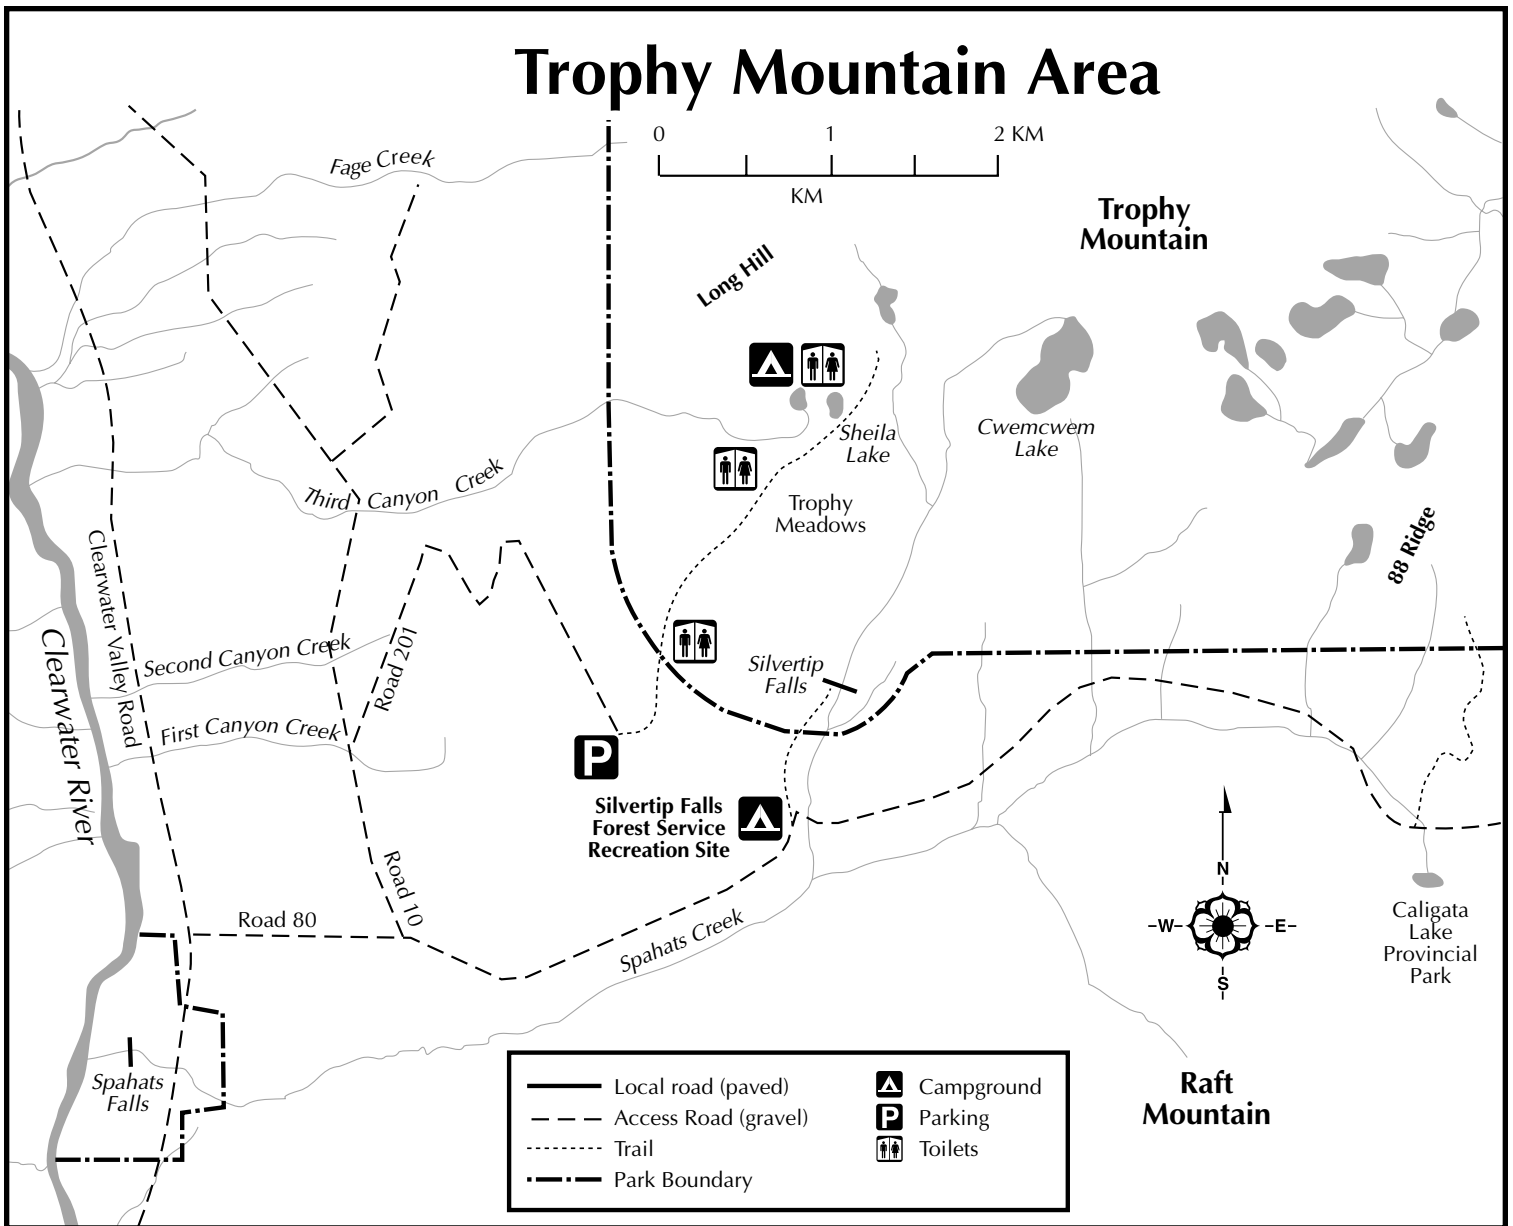 Trophy Mountain Area
0 1 2 KM
KM
Fage Creek
Trophy
Mountain
Long Hill
Sheila
Lake
Cwemcwem
Lake
Third Canyon Creek
Trophy
Meadows
88 Ridge
Clearwater Valley Road
Clearwater River
Second Canyon Creek
Road 201
First Canyon Creek
Silvertip
Falls
P
Silvertip Falls
Forest Service
Recreation Site
Road 10
Road 80
Spahats Creek
N
W E
S
Caligata
Lake
Provincial
Park
Spahats
Falls
Raft
Mountain
Local road (paved)
Access Road (gravel)
Trail
Park Boundary
Campground
P Parking
Toilets